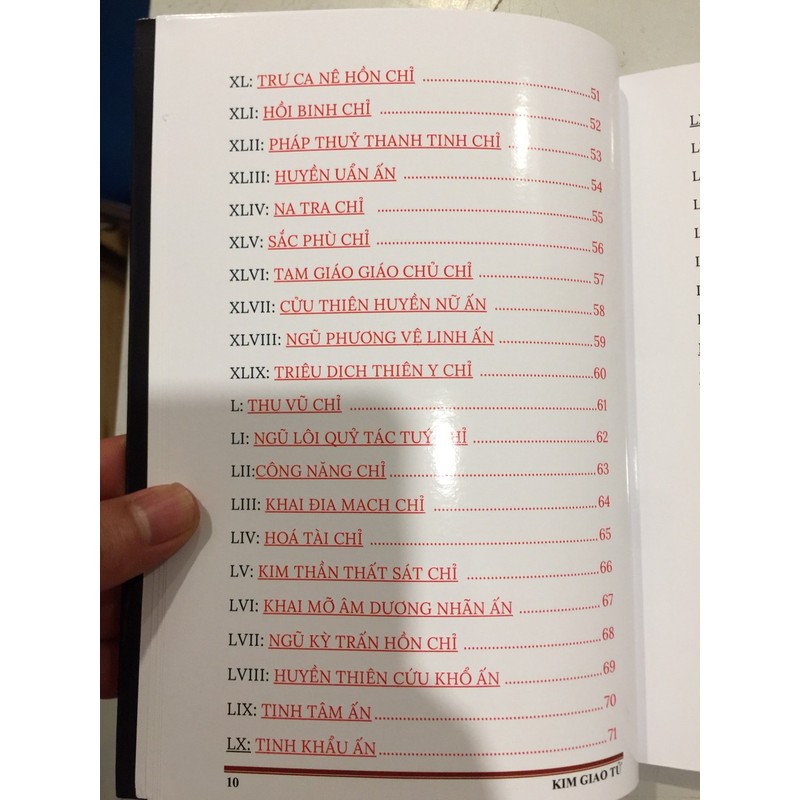 XL: TRƯ CA NÊ HỒN CHỈ ........................................51
XLI: HỒI BINH CHỈ ........................................52
XLII: PHÁP THUỶ THANH TINH CHỈ ....................53
XLIII: HUYỀN UẨN ẤN ........................................54
XLIV: NA TRA CHỈ ........................................55
XLV: SẮC PHÙ CHỈ ........................................56
XLVI: TAM GIÁO GIÁO CHỦ CHỈ ....................57
XLVII: CỬU THIÊN HUYỀN NỮ ẤN ....................58
XLVIII: NGŨ PHƯƠNG VÊ LINH ẤN ....................59
XLIX: TRIỆU DỊCH THIÊN Y CHỈ ....................60
L: THU VŨ CHỈ ........................................61
LI: NGŨ LÔI QUỶ TÁC TUÝ CHỈ ....................62
LII:CÔNG NĂNG CHỈ ........................................63
LIII: KHAI ĐIA MACH CHỈ ....................64
LIV: HOÁ TÀI CHỈ ........................................65
LV: KIM THẦN THẤT SÁT CHỈ ....................66
LVI: KHAI MỠ ÂM DƯƠNG NHÃN ẤN ....................67
LVII: NGŨ KỲ TRẤN HỒN CHỈ ....................68
LVIII: HUYỀN THIÊN CỨU KHỔ ẤN ....................69
LIX: TINH TÂM ẤN ........................................70
LX: TINH KHẨU ẤN ........................................71
10
KIM GIAO TỬ